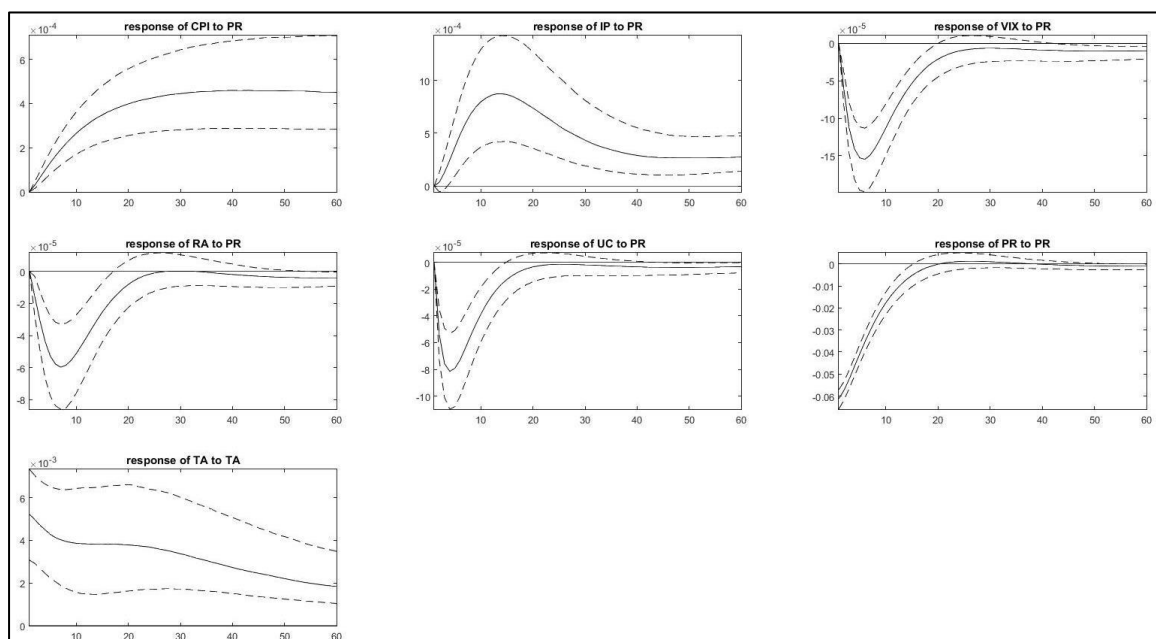 response of CPI to PR
×10⁻⁴
6
4
2
0
10 20 30 40 50 60
response of IP to PR
×10⁻⁴
10
5
0
10 20 30 40 50 60
response of VIX to PR
×10⁻⁵
0
-5
-10
-15
10 20 30 40 50 60
response of RA to PR
×10⁻⁵
0
-2
-4
-6
-8
10 20 30 40 50 60
response of UC to PR
×10⁻⁵
0
-2
-4
-6
-8
-10
10 20 30 40 50 60
response of PR to PR
0.01
0
-0.01
-0.02
-0.03
-0.04
-0.05
-0.06
10 20 30 40 50 60
response of TA to TA
×10⁻³
6
4
2
0
10 20 30 40 50 60